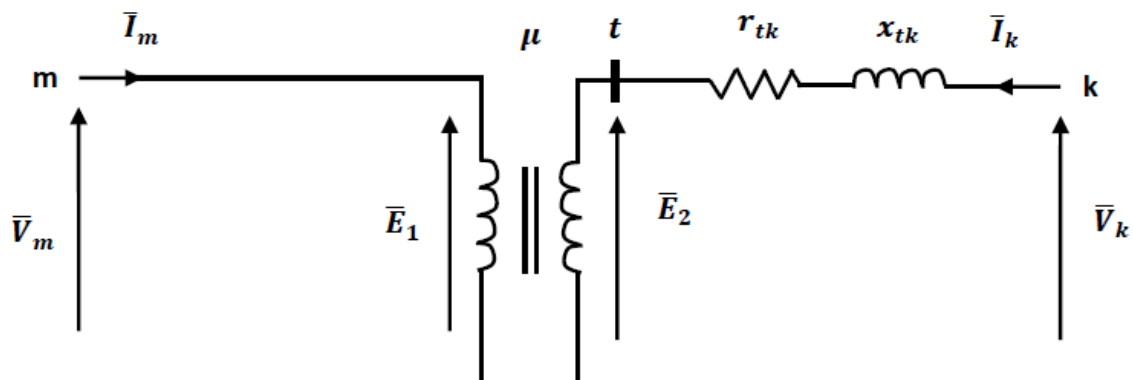 Ī_m μ t r_tk x_tk Ī_k
m k
V̄_m Ē_1 Ē_2 V̄_k